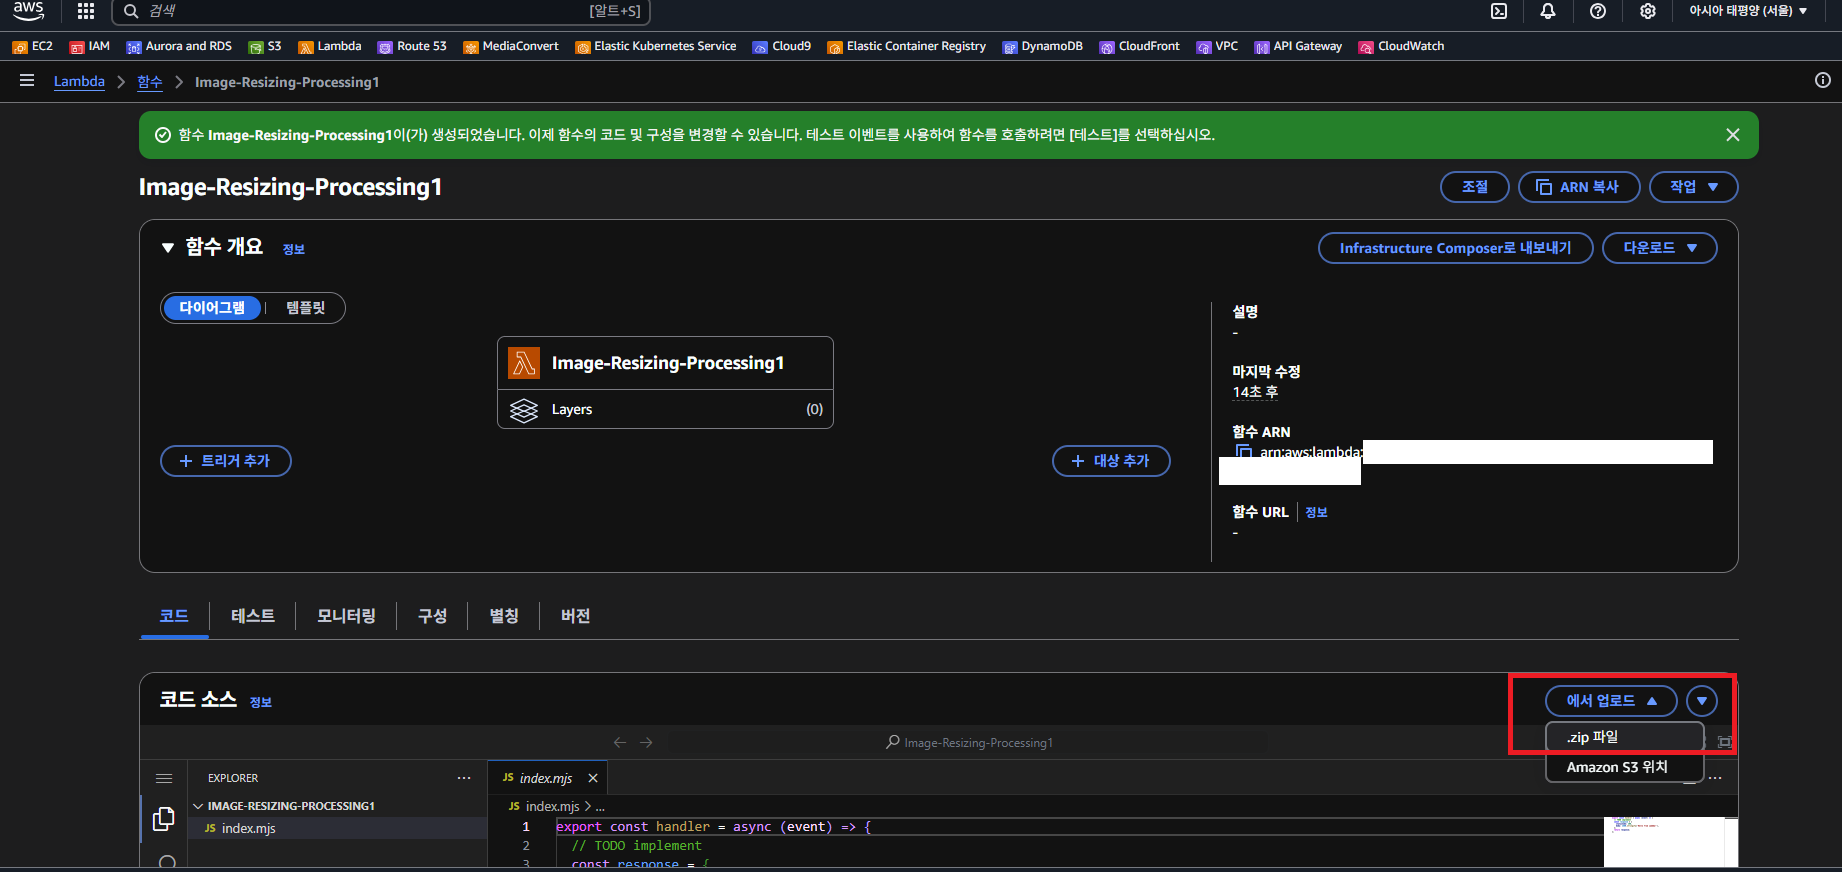 aws
검색 [알트+S] 아시아 태평양 (서울)
EC2 IAM Aurora and RDS S3 Lambda Route 53 MediaConvert Elastic Kubernetes Service Cloud9 Elastic Container Registry DynamoDB CloudFront VPC API Gateway CloudWatch
Lambda > 함수 > Image-Resizing-Processing1
함수 Image-Resizing-Processing1이(가) 생성되었습니다. 이제 함수의 코드 및 구성을 변경할 수 있습니다. 테스트 이벤트를 사용하여 함수를 호출하려면 [테스트]를 선택하십시오.
Image-Resizing-Processing1
조절 ARN 복사 작업
함수 개요 정보
Infrastructure Composer로 내보내기 다운로드
다이어그램 템플릿
Image-Resizing-Processing1
Layers (0)
+ 트리거 추가
+ 대상 추가
설명
-
마지막 수정
14초 후
함수 ARN
arn:aws:lambda:
함수 URL 정보
-
코드 테스트 모니터링 구성 별칭 버전
코드 소스 정보
에서 업로드
.zip 파일
Amazon S3 위치
Image-Resizing-Processing1
EXPLORER ...
IMAGE-RESIZING-PROCESSING1
JS index.mjs
JS index.mjs ×
JS index.mjs > ...
1 export const handler = async (event) => {
2 // TODO implement
3 const response = {